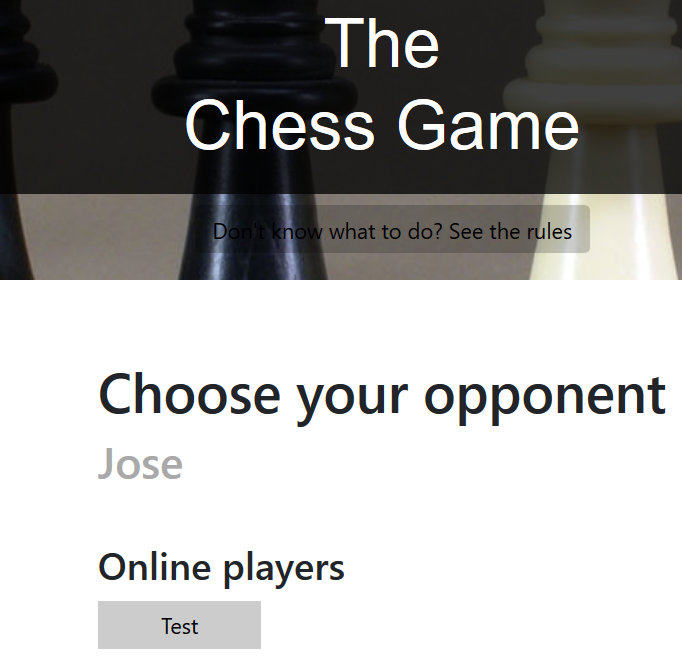 The
Chess Game
Don't know what to do? See the rules
Choose your opponent
Jose
Online players
Test